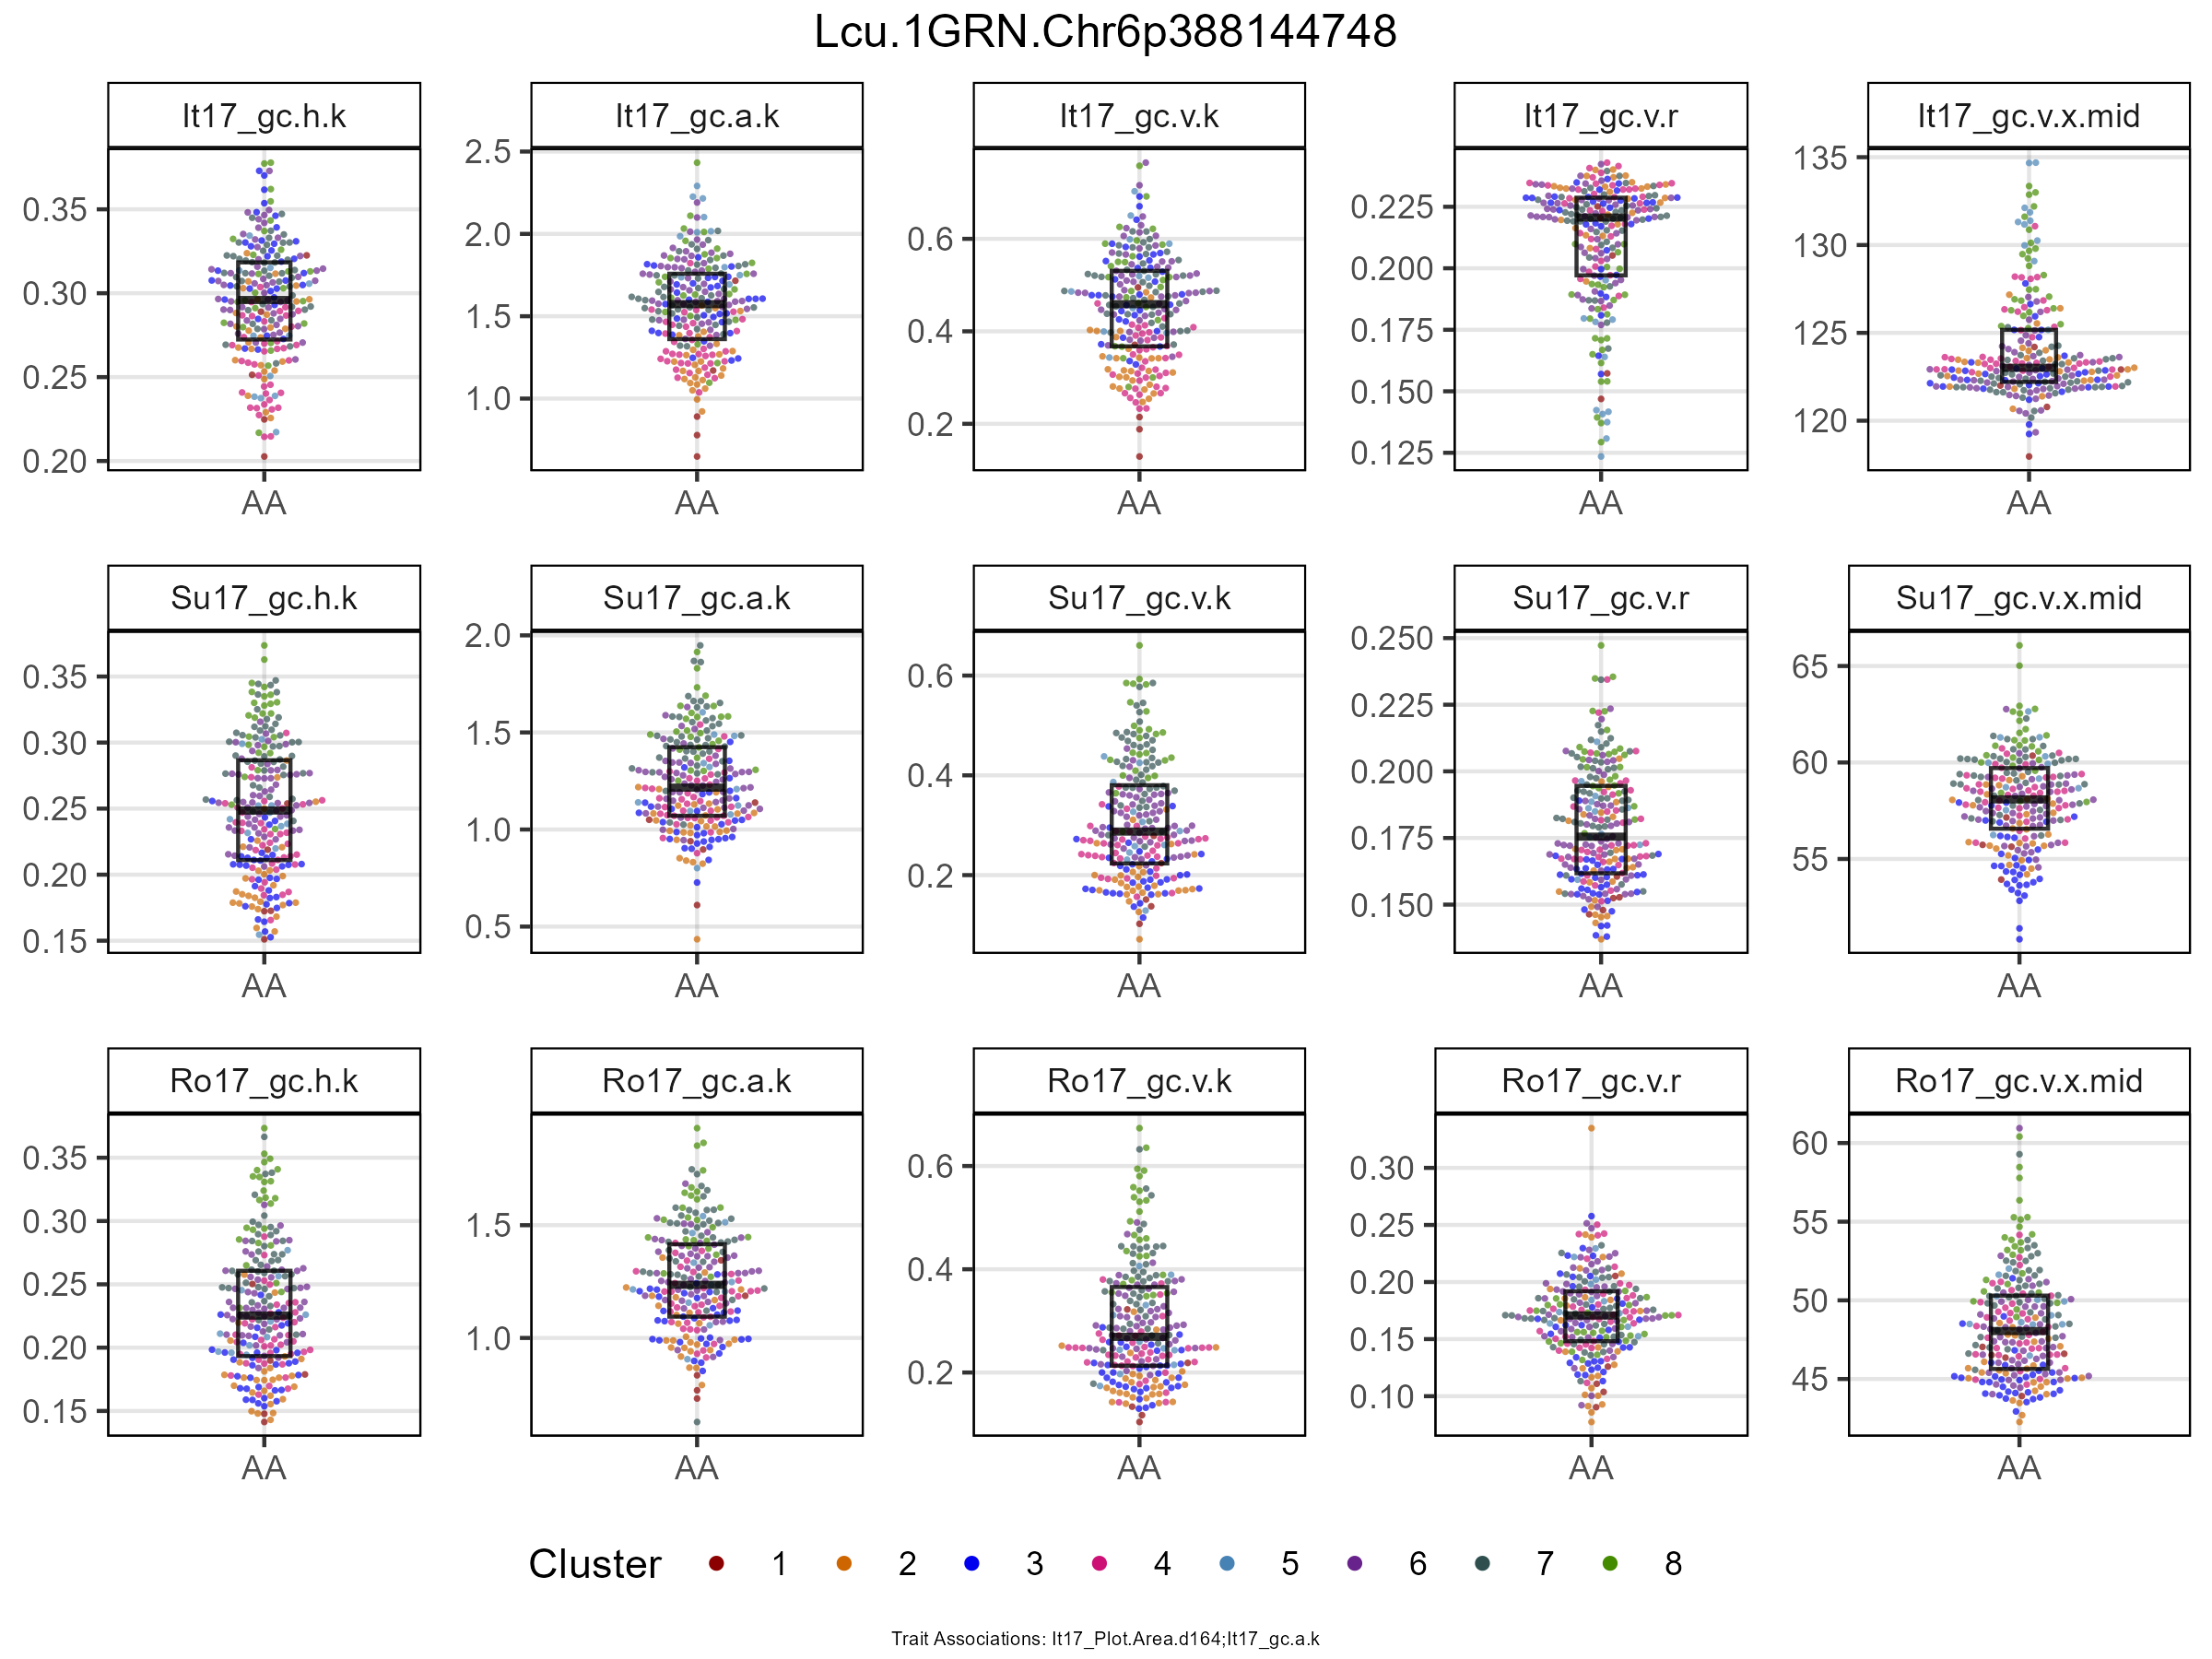 Lcu.1GRN.Chr6p388144748
It17_gc.h.k It17_gc.a.k It17_gc.v.k It17_gc.v.r It17_gc.v.x.mid
0.35 0.30 0.25 0.20
2.5 2.0 1.5 1.0
0.6 0.4 0.2
0.225 0.200 0.175 0.150 0.125
135 130 125 120
AA AA AA AA AA
Su17_gc.h.k Su17_gc.a.k Su17_gc.v.k Su17_gc.v.r Su17_gc.v.x.mid
0.35 0.30 0.25 0.20 0.15
2.0 1.5 1.0 0.5
0.6 0.4 0.2
0.250 0.225 0.200 0.175 0.150
65 60 55
AA AA AA AA AA
Ro17_gc.h.k Ro17_gc.a.k Ro17_gc.v.k Ro17_gc.v.r Ro17_gc.v.x.mid
0.35 0.30 0.25 0.20 0.15
1.5 1.0
0.6 0.4 0.2
0.30 0.25 0.20 0.15 0.10
60 55 50 45
AA AA AA AA AA
Cluster 1 2 3 4 5 6 7 8
Trait Associations: It17_Plot.Area.d164;It17_gc.a.k